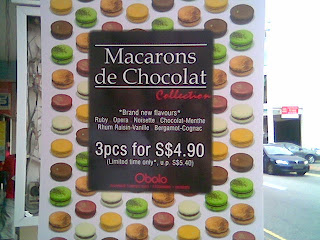 Macarons
de Chocolat
Collection
*Brand new flavours*
Ruby . Opera . Noisette . Chocolat-Menthe
Rhum Raisin-Vanille . Bergamot-Cognac
3pcs for S$4.90
(Limited time only*, u.p. S$5.40)
Obolo